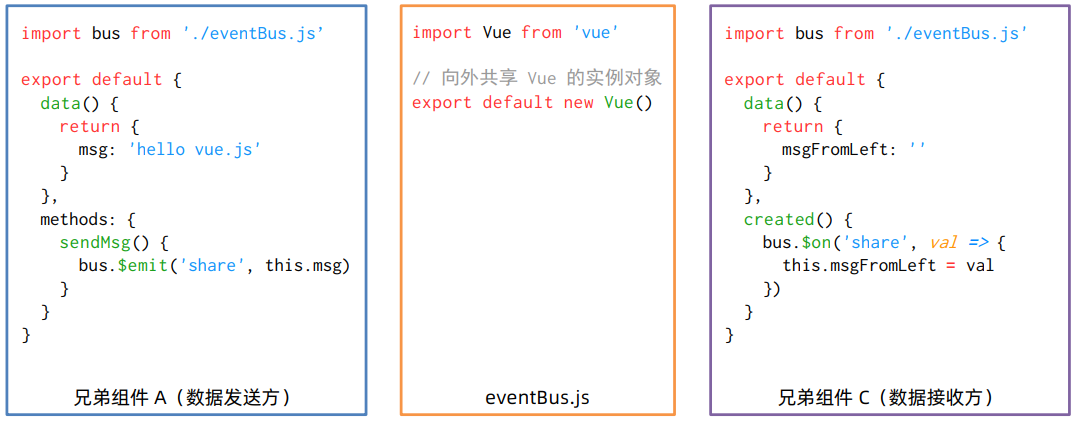 import bus from './eventBus.js’
export default {
  data() {
    return {
      msg: 'hello vue.js'
    }
  },
  methods: {
    sendMsg() {
      bus.$emit('share', this.msg)
    }
  }
}
兄弟组件 A（数据发送方）
import Vue from 'vue'
// 向外共享 Vue 的实例对象
export default new Vue()
eventBus.js
import bus from './eventBus.js’
export default {
  data() {
    return {
      msgFromLeft: ''
    }
  },
  created() {
    bus.$on('share', val => {
      this.msgFromLeft = val
    })
  }
}
兄弟组件 C（数据接收方）